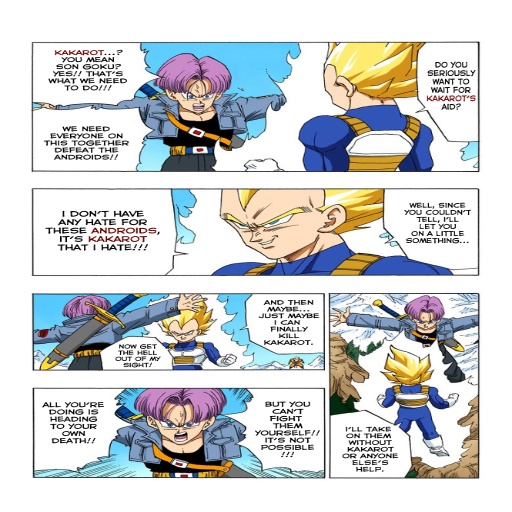 KAKAROT...?
YOU MEAN
SON GOKU?
YES!! THAT'S
WHAT WE NEED
TO DO!!!
WE NEED
EVERYONE ON
THIS TOGETHER
DEFEAT THE
ANDROIDS!!
DO YOU
SERIOUSLY
WANT TO
WAIT FOR
KAKAROT'S
AID?
I DON'T HAVE
ANY HATE FOR
THESE ANDROIDS,
IT'S KAKAROT
THAT I HATE!!!
WELL, SINCE
YOU COULDN'T
TELL, I'LL
LET YOU
ON A LITTLE
SOMETHING...
AND THEN
MAYBE...
JUST MAYBE
I CAN
FINALLY
KILL
KAKAROT.
NOW GET
THE HELL
OUT OF MY
SIGHT!
I'LL TAKE
ON THEM
WITHOUT
KAKAROT
OR ANYONE
ELSE'S
HELP.
ALL YOU'RE
DOING IS
HEADING
TO YOUR
OWN
DEATH!!
BUT YOU
CAN'T
FIGHT
THEM
YOURSELF!!
IT'S NOT
POSSIBLE
!!!